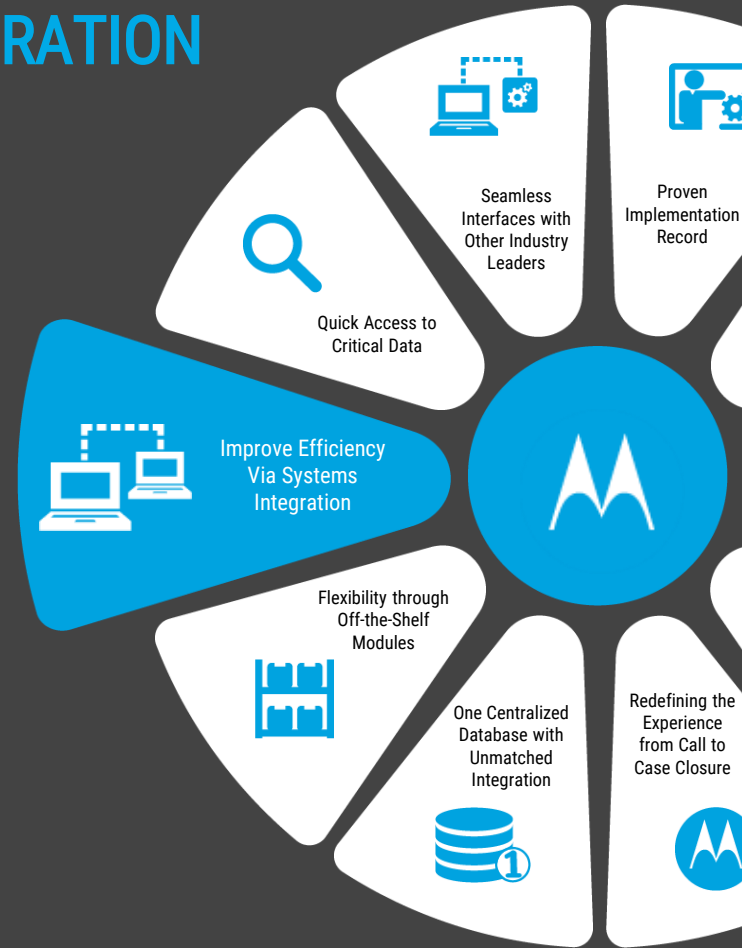 RATION
Seamless
Interfaces with
Other Industry
Leaders
Proven
Implementation
Record
Quick Access to
Critical Data
Improve Efficiency
Via Systems
Integration
Flexibility through
Off-the-Shelf
Modules
One Centralized
Database with
Unmatched
Integration
1
Redefining the
Experience
from Call to
Case Closure